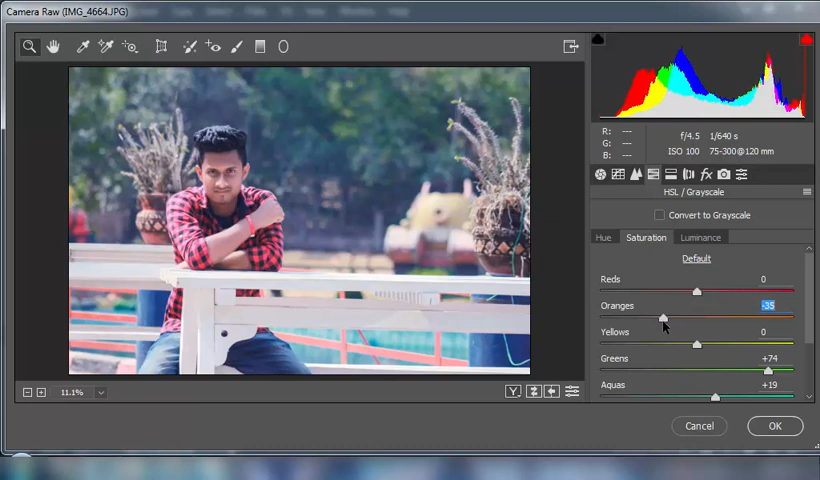 Camera Raw (IMG_4664.JPG)
R: ---
G: ---
B: ---
f/4.5 1/640 s
ISO 100 75-300@120 mm
fx
HSL / Grayscale
Convert to Grayscale
Hue Saturation Luminance
Default
Reds 0
Oranges -35
Yellows 0
Greens +74
Aquas +19
11.1%
Y
Cancel OK